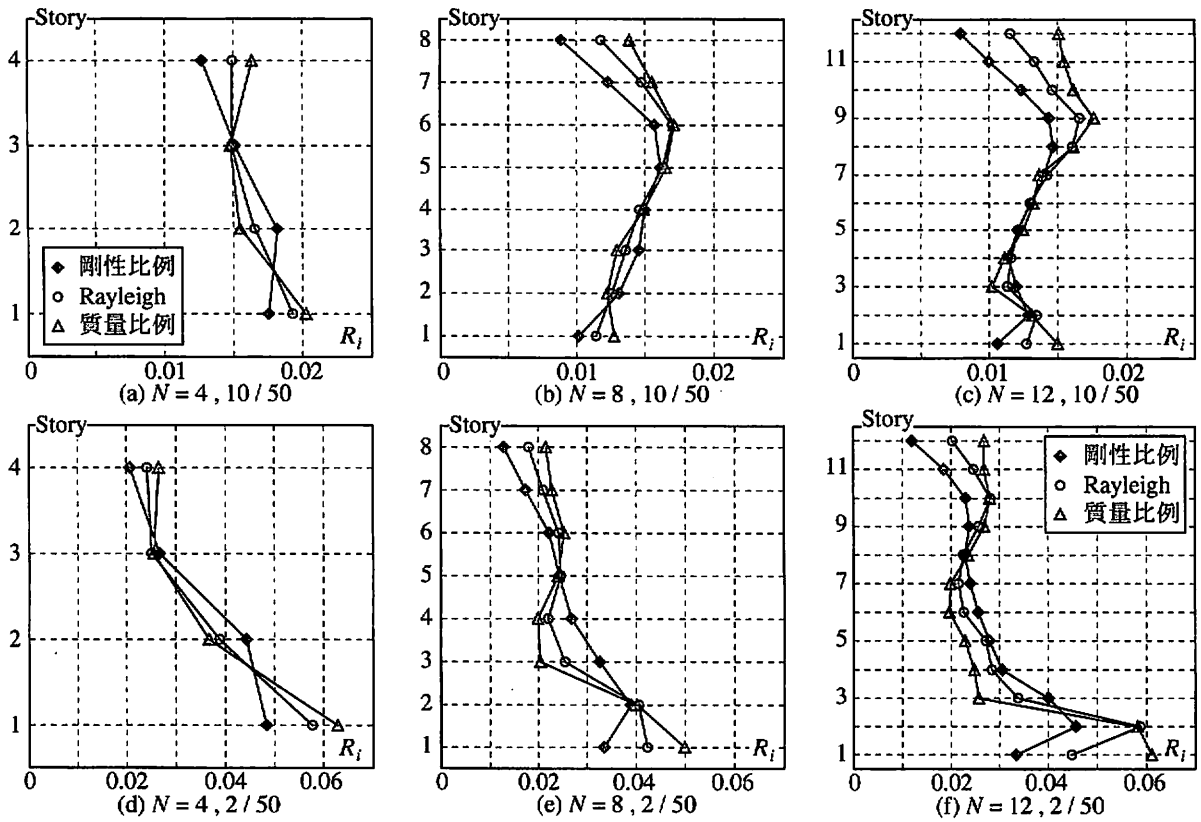 Story
4
3
2
1
剛性比例
Rayleigh
質量比例
R_i
0 0.01 0.02
(a) N = 4 , 10 / 50
Story
8
7
6
5
4
3
2
1
R_i
0 0.01 0.02
(b) N = 8 , 10 / 50
Story
11
9
7
5
3
1
R_i
0 0.01 0.02
(c) N = 12 , 10 / 50
Story
4
3
2
1
R_i
0 0.02 0.04 0.06
(d) N = 4 , 2 / 50
Story
8
7
6
5
4
3
2
1
R_i
0 0.02 0.04 0.06
(e) N = 8 , 2 / 50
Story
11
9
7
5
3
1
剛性比例
Rayleigh
質量比例
R_i
0 0.02 0.04 0.06
(f) N = 12 , 2 / 50